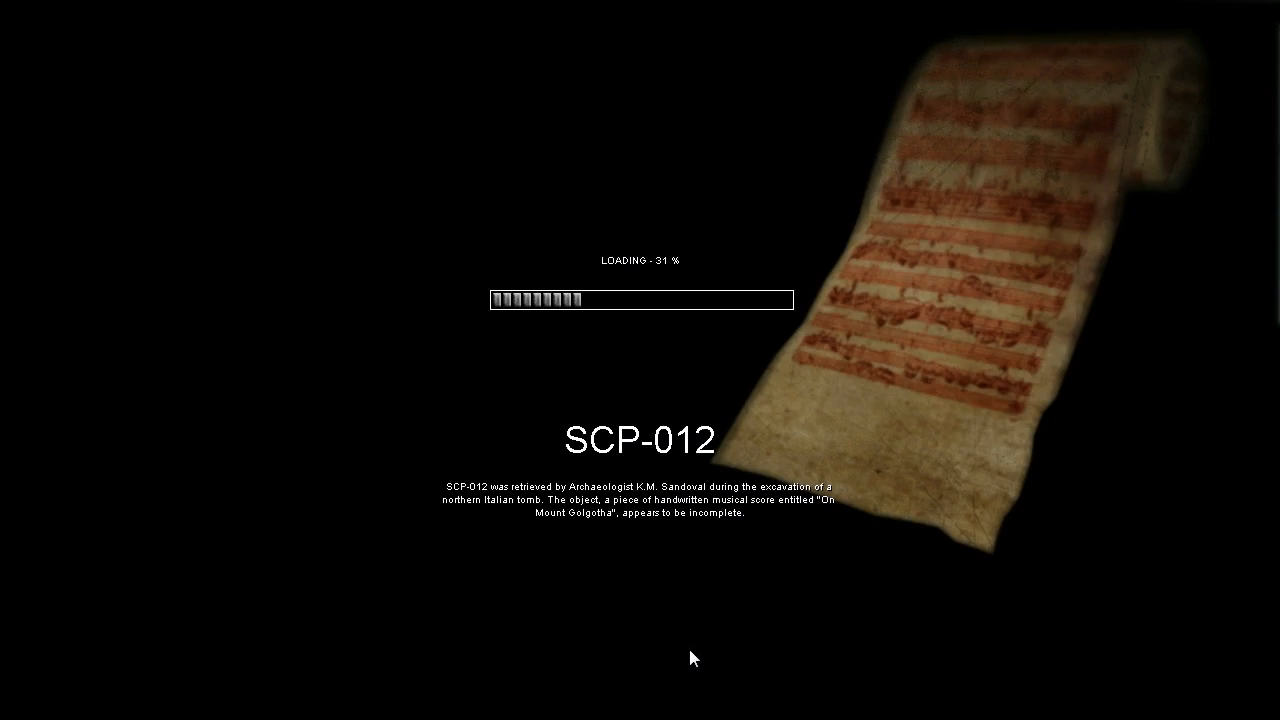 LOADING - 31 %
SCP-012
SCP-012 was retrieved by Archaeologist K.M. Sandoval during the excavation of a
northern Italian tomb. The object, a piece of handwritten musical score entitled "On
Mount Golgotha", appears to be incomplete.